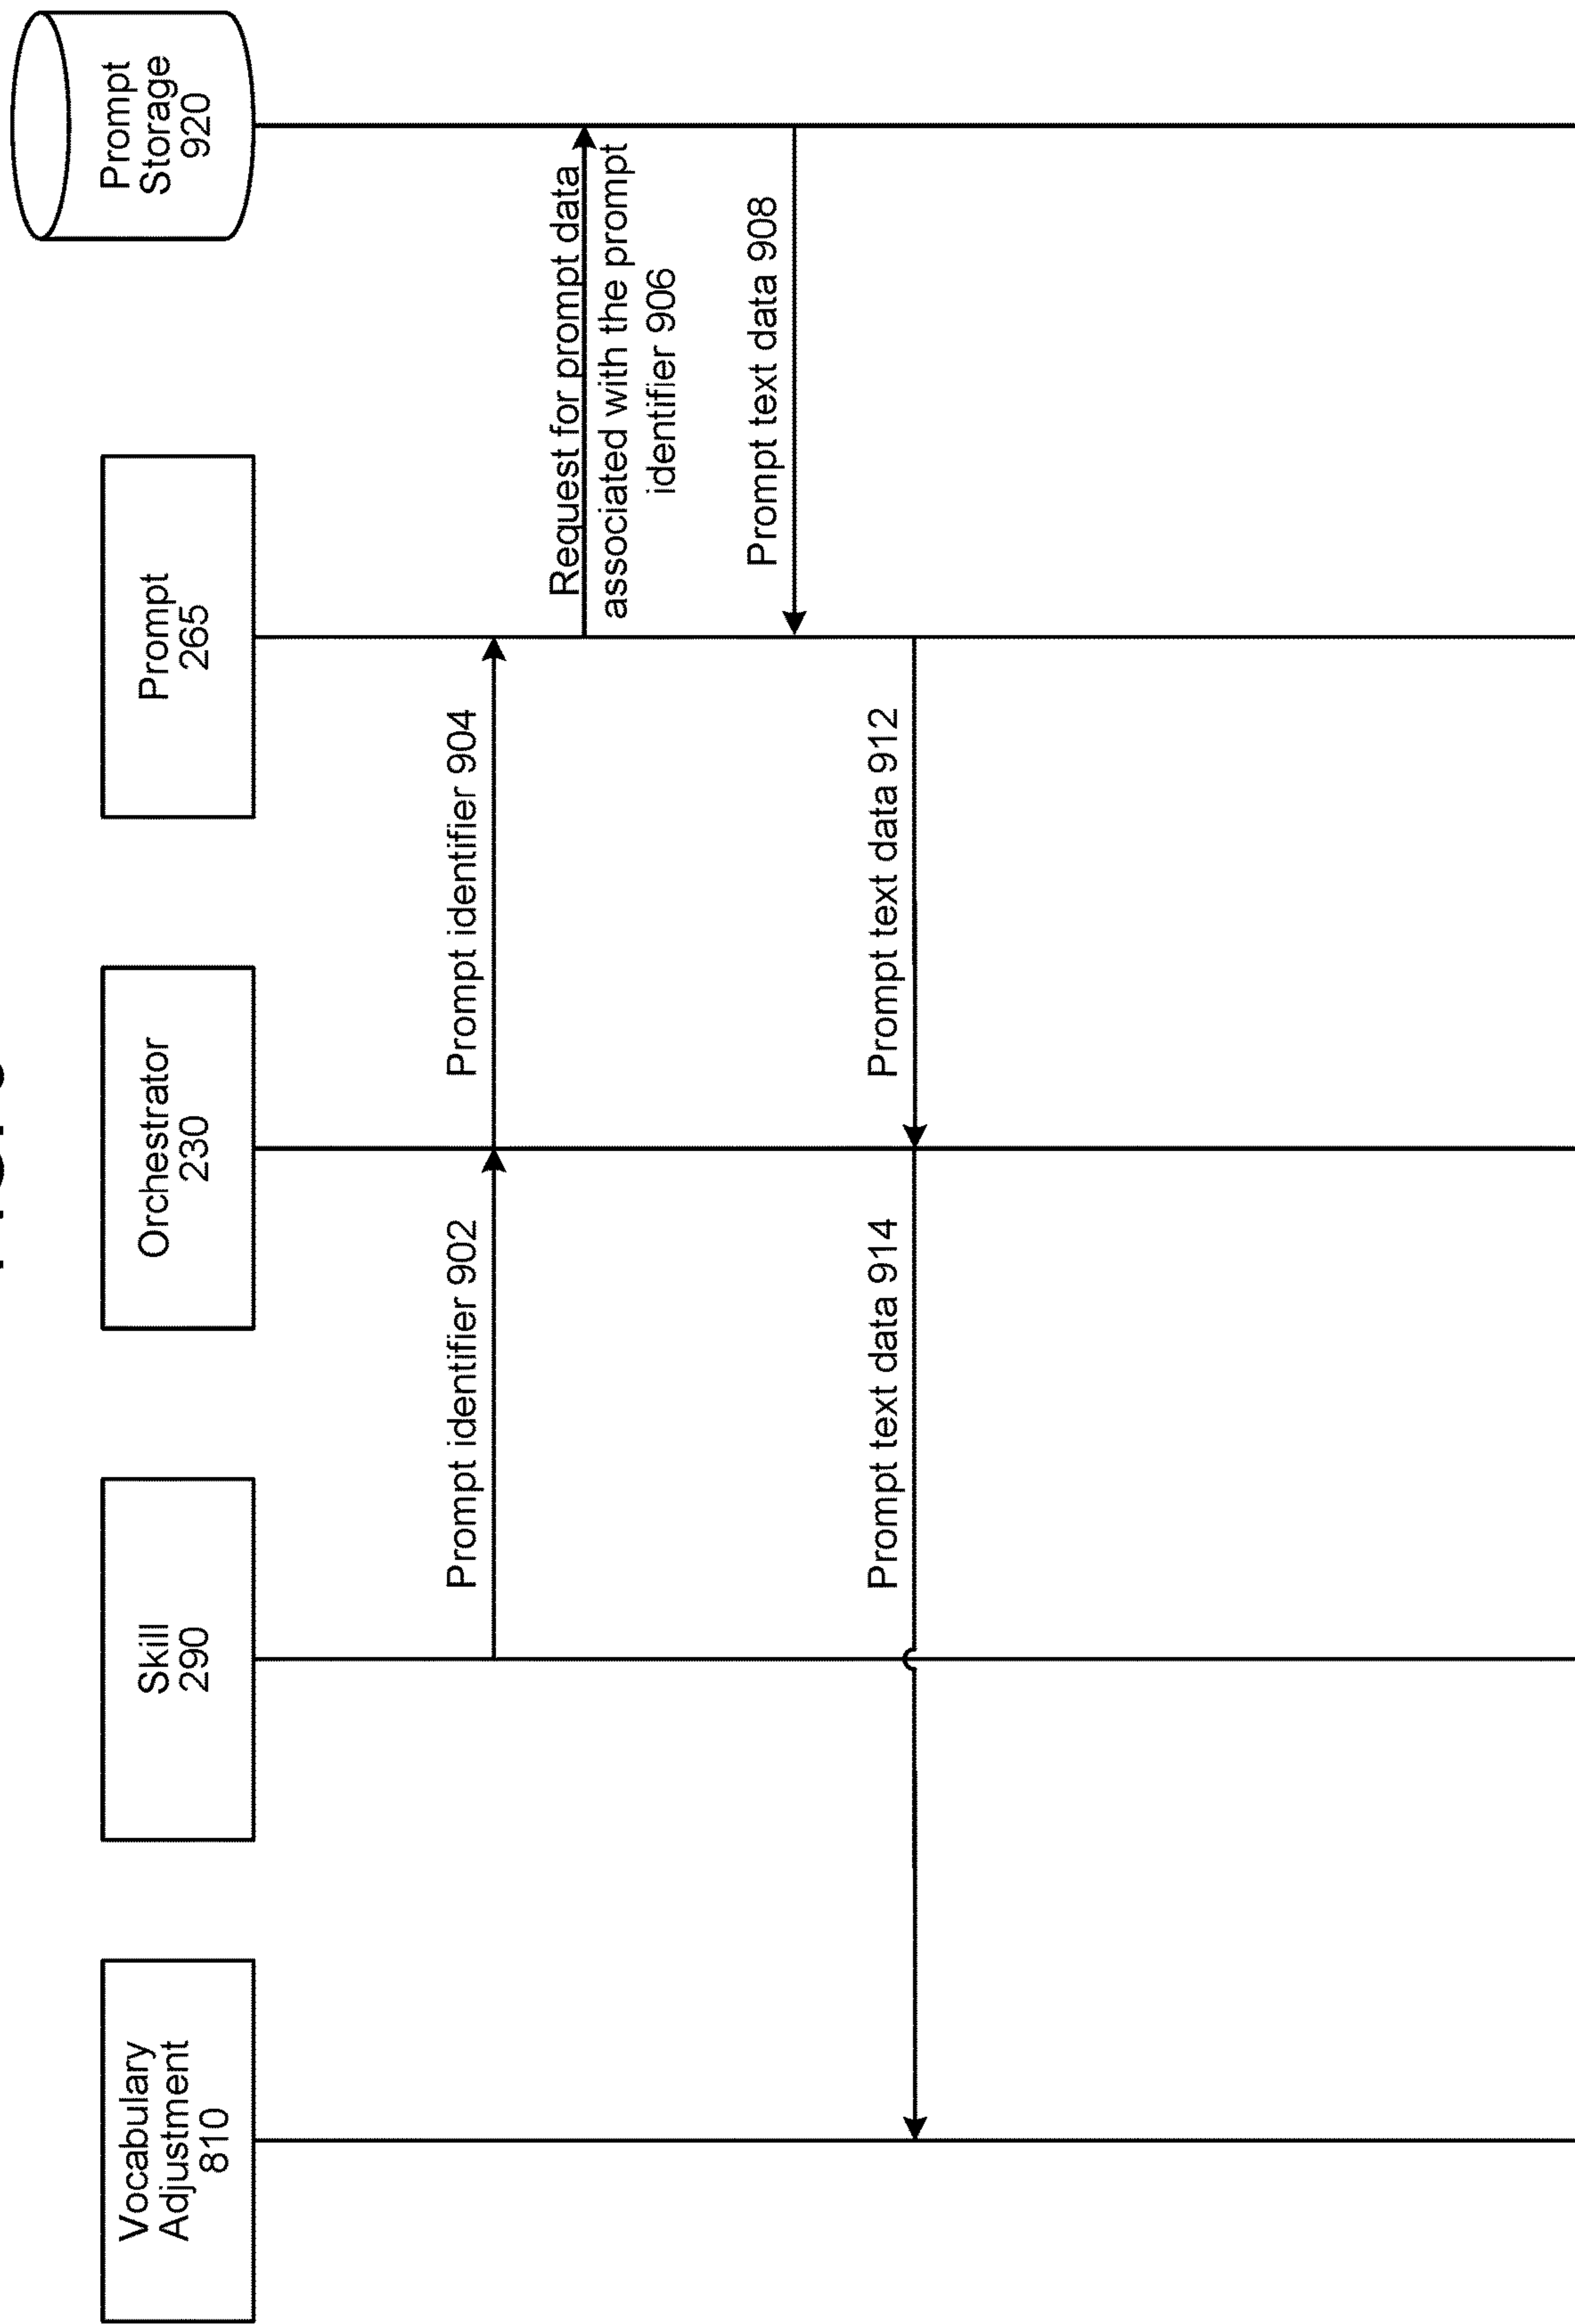 Vocabulary
Adjustment
810
Skill
290
Orchestrator
230
Prompt
265
Prompt
Storage
920
Prompt identifier 902
Prompt identifier 904
Request for prompt data
associated with the prompt
identifier 906
Prompt text data 908
Prompt text data 914
Prompt text data 912